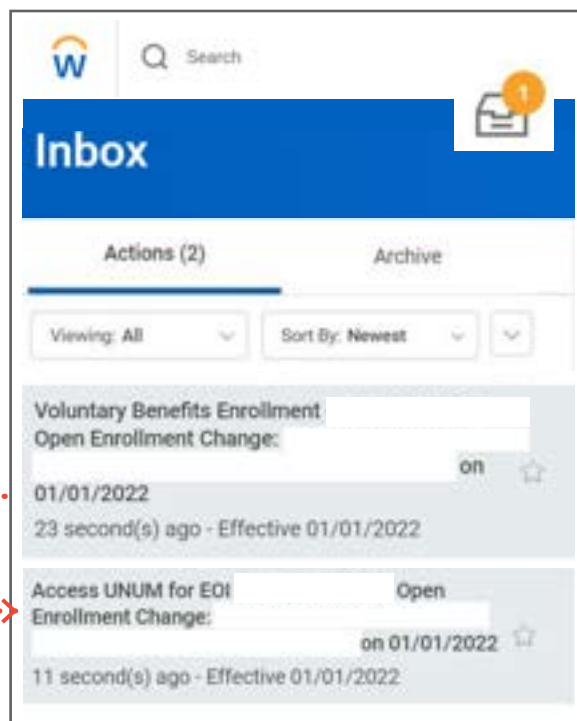 W
Search
1
Inbox
Actions (2)
Archive
Viewing: All
Sort By: Newest
Voluntary Benefits Enrollment
Open Enrollment Change:
on
01/01/2022
23 second(s) ago - Effective 01/01/2022
Access UNUM for EOI Open
Enrollment Change:
on 01/01/2022
11 second(s) ago - Effective 01/01/2022